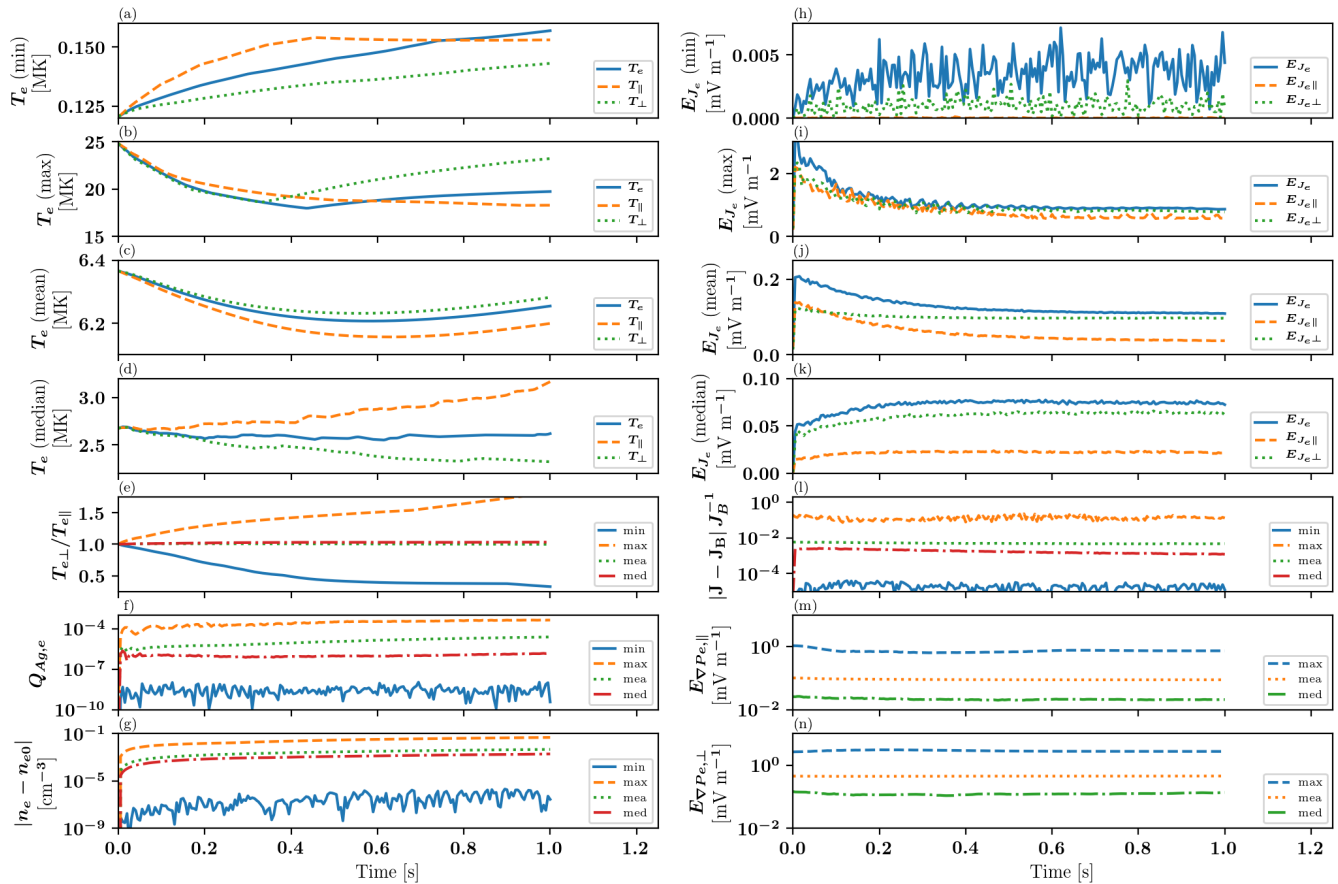 (a)
T_e (min)
[MK]
0.150
0.125
T_e
T_∥
T_⊥
(b)
T_e (max)
[MK]
25
20
15
T_e
T_∥
T_⊥
(c)
T_e (mean)
[MK]
6.4
6.2
T_e
T_∥
T_⊥
(d)
T_e (median)
[MK]
3.0
2.5
T_e
T_∥
T_⊥
(e)
T_e⊥/T_e∥
1.5
1.0
0.5
min
max
mea
med
f)
Q_Ag,e
10^−4
10^−7
10^−10
min
max
mea
med
(g)
|n_e − n_e0|
[cm^−3]
10^−1
10^−5
10^−9
min
max
mea
med
0.0 0.2 0.4 0.6 0.8 1.0 1.2
Time [s]
(h)
E_J_e (min)
[mV m^−1]
0.005
0.000
E_J_e
E_J_e∥
E_J_e⊥
(i)
E_J_e (max)
[mV m^−1]
2
0
E_J_e
E_J_e∥
E_J_e⊥
(j)
E_J_e (mean)
[mV m^−1]
0.2
0.0
E_J_e
E_J_e∥
E_J_e⊥
(k)
E_J_e (median)
[mV m^−1]
0.10
0.05
0.00
E_J_e
E_J_e∥
E_J_e⊥
(l)
|J − J_B| J_B^−1
10^0
10^−2
10^−4
min
max
mea
med
(m)
E_∇Pe,∥
[mV m^−1]
10^0
10^−2
max
mea
med
(n)
E_∇Pe,⊥
[mV m^−1]
10^0
10^−2
max
mea
med
0.0 0.2 0.4 0.6 0.8 1.0 1.2
Time [s]